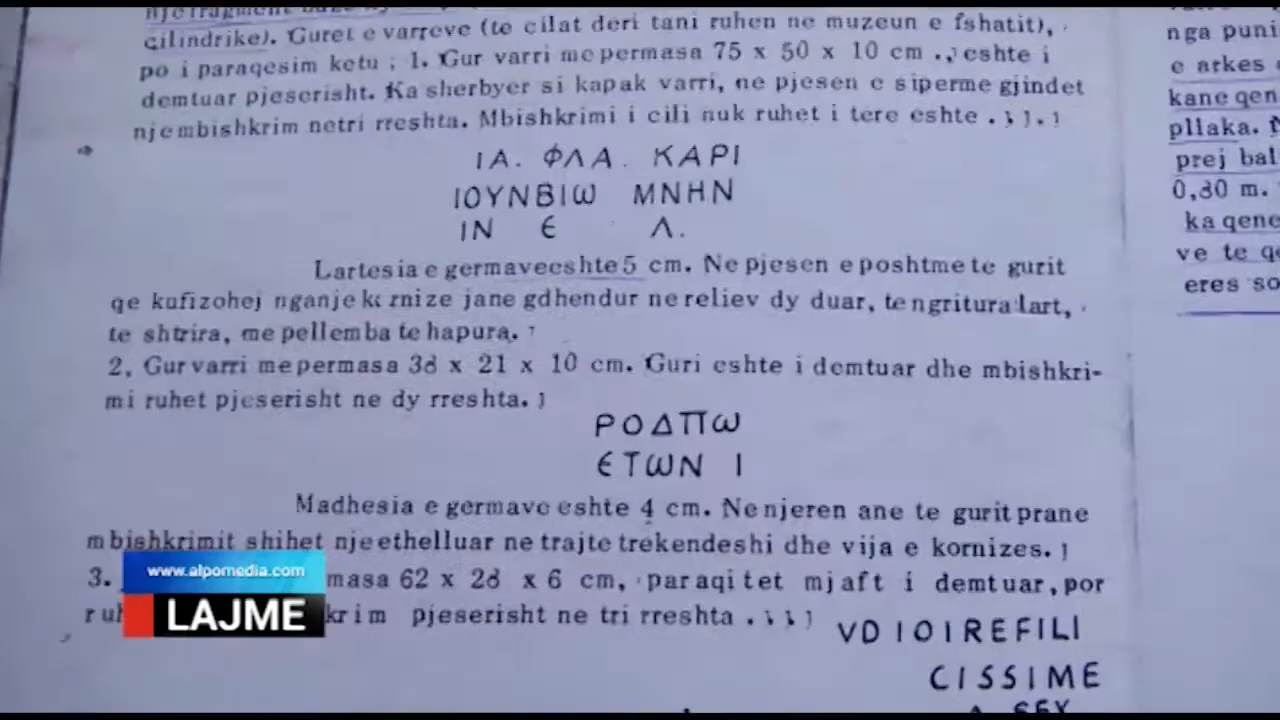 cilindrike). Guret e varreve (te cilat deri tani ruhen ne muzeun e fshatit),
po i paraqesim ketu ; 1. Gur varri me permasa 75 x 50 x 10 cm . , eshte i
demtuar pjeserisht. Ka sherbyer si kapak varri, ne pjesen e siperme gjindet
nje mbishkrim ne tri rreshta. Mbishkrimi i cili nuk ruhet i tere eshte .
ΙΑ. ΦΛΑ. ΚΑΡΙ
ΙΟΥΝΒΙω ΜΝΗΝ
ΙΝ Є Λ.
Lartesia e germave eshte 5 cm. Ne pjesen e poshtme te gurit
qe kufizohej nga nje kornize jane gdhendur ne reliev dy duar, te ngritura lart,
te shtrira, me pellemba te hapura.
2, Gur varri me permasa 38 x 21 x 10 cm. Guri eshte i demtuar dhe mbishkri-
mi ruhet pjeserisht ne dy rreshta.
ΡΟΔΠω
ЄΤωΝ Ι
Madhesia e germave eshte 4 cm. Ne njeren ane te gurit prane
mbishkrimit shihet nje ethelluar ne trajte trekendeshi dhe vija e kornizes.
3. masa 62 x 28 x 6 cm, paraqitet mjaft i demtuar, por
ruh krim pjeserisht ne tri rreshta .
VD IOIREFILI
CISSIME
www.alpomedia.com
LAJME
nga puni
e arkes
kane qen
pllaka.
prej bal
0,80 m.
ka qene
ve te q
eres so